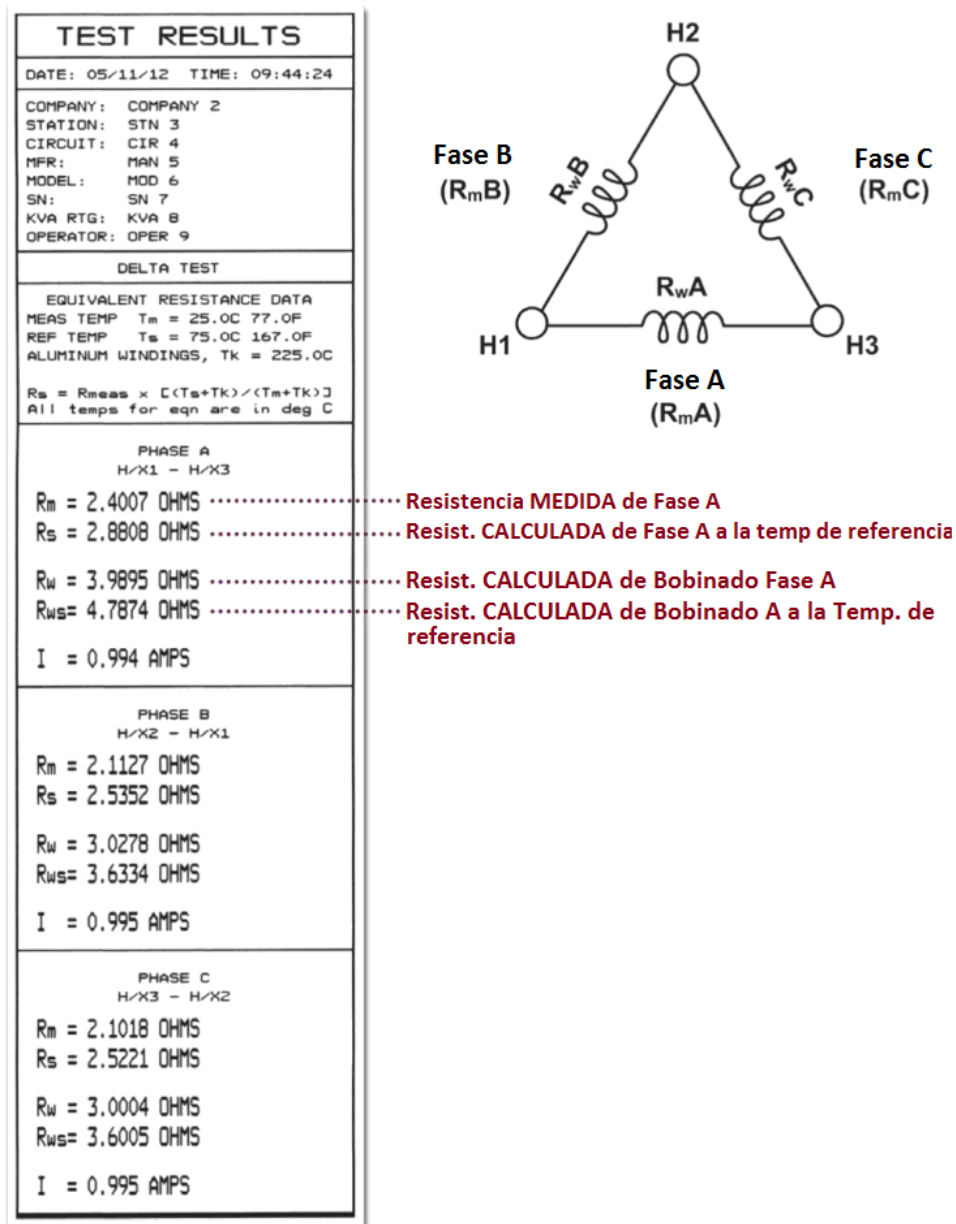 TEST RESULTS
DATE: 05/11/12 TIME: 09:44:24
COMPANY: COMPANY 2
STATION: STN 3
CIRCUIT: CIR 4
MFR: MAN 5
MODEL: MOD 6
SN: SN 7
KVA RTG: KVA 8
OPERATOR: OPER 9
DELTA TEST
EQUIVALENT RESISTANCE DATA
MEAS TEMP Tm = 25.0C 77.0F
REF TEMP Ts = 75.0C 167.0F
ALUMINUM WINDINGS, Tk = 225.0C
Rs = Rmeas x [(Ts+Tk)/(Tm+Tk)]
All temps for eqn are in deg C
PHASE A
H/X1 - H/X3
Rm = 2.4007 OHMS
Rs = 2.8808 OHMS
Rw = 3.9895 OHMS
Rws= 4.7874 OHMS
I = 0.994 AMPS
PHASE B
H/X2 - H/X1
Rm = 2.1127 OHMS
Rs = 2.5352 OHMS
Rw = 3.0278 OHMS
Rws= 3.6334 OHMS
I = 0.995 AMPS
PHASE C
H/X3 - H/X2
Rm = 2.1018 OHMS
Rs = 2.5221 OHMS
Rw = 3.0004 OHMS
Rws= 3.6005 OHMS
I = 0.995 AMPS
H2
Fase B
(RmB)
RwB
RwC
Fase C
(RmC)
RwA
H1
H3
Fase A
(RmA)
Resistencia MEDIDA de Fase A
Resist. CALCULADA de Fase A a la temp de referencia
Resist. CALCULADA de Bobinado Fase A
Resist. CALCULADA de Bobinado A a la Temp. de
referencia